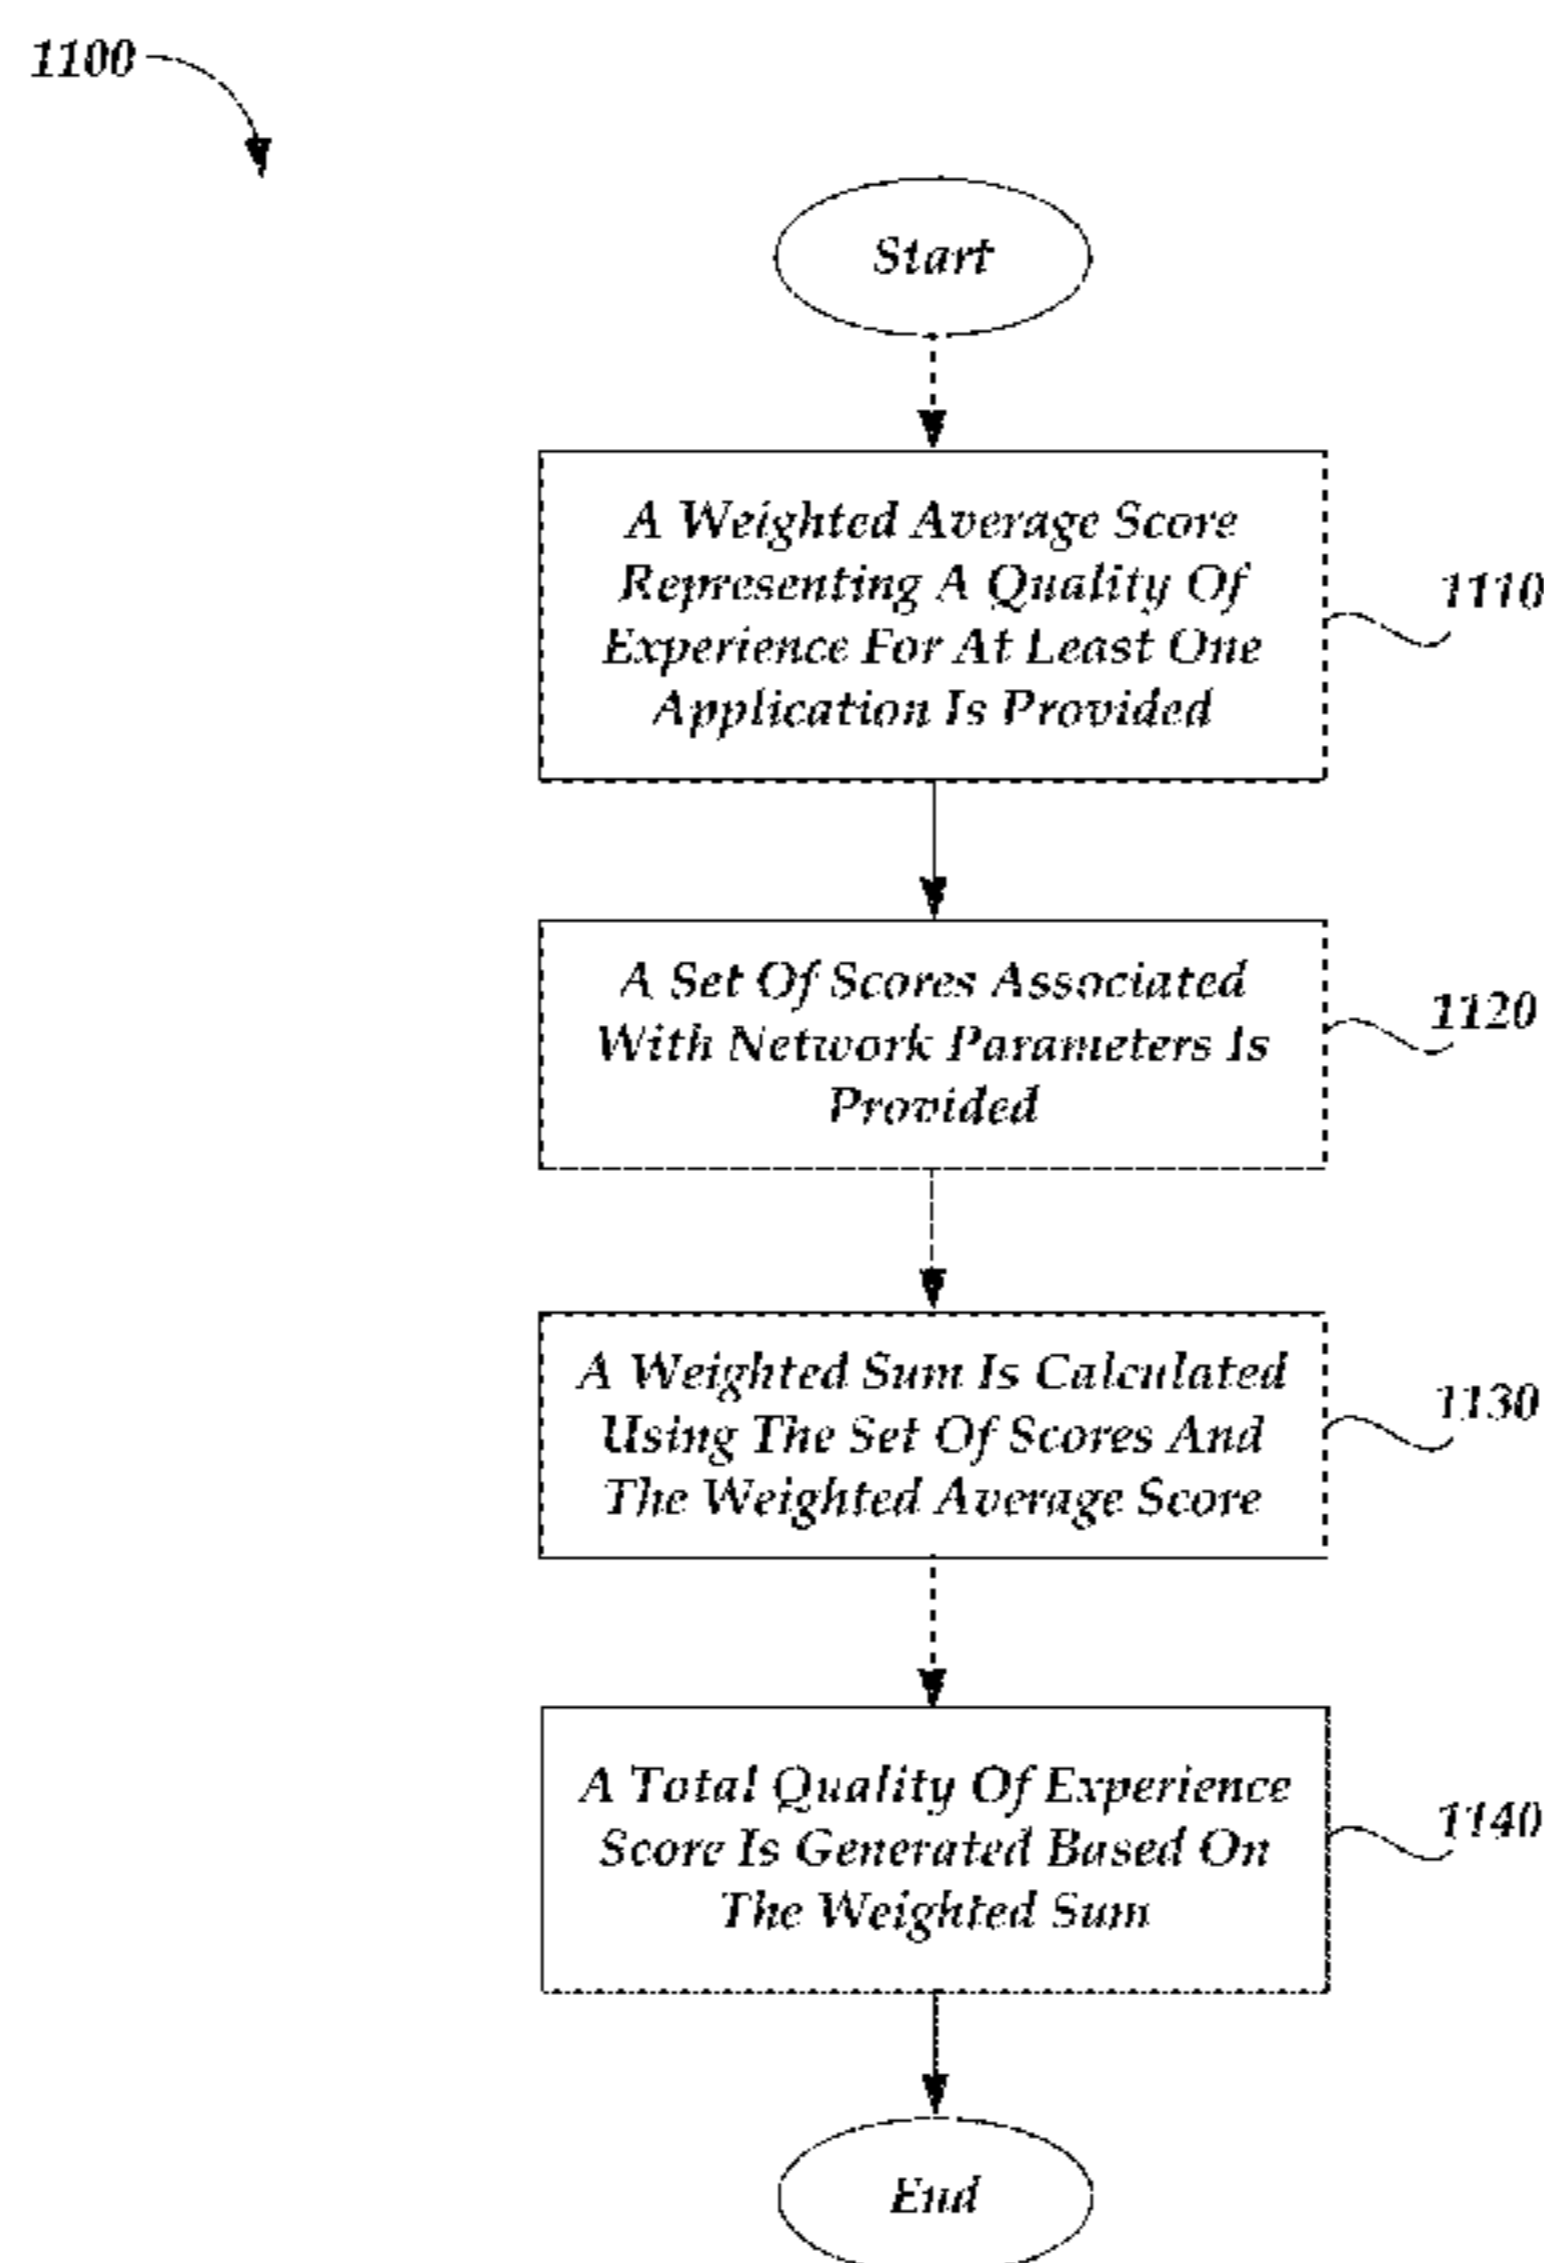 1100
Start
A Weighted Average Score
Representing A Quality Of
Experience For At Least One
Application Is Provided
1110
A Set Of Scores Associated
With Network Parameters Is
Provided
1120
A Weighted Sum Is Calculated
Using The Set Of Scores And
The Weighted Average Score
1130
A Total Quality Of Experience
Score Is Generated Based On
The Weighted Sum
1140
End